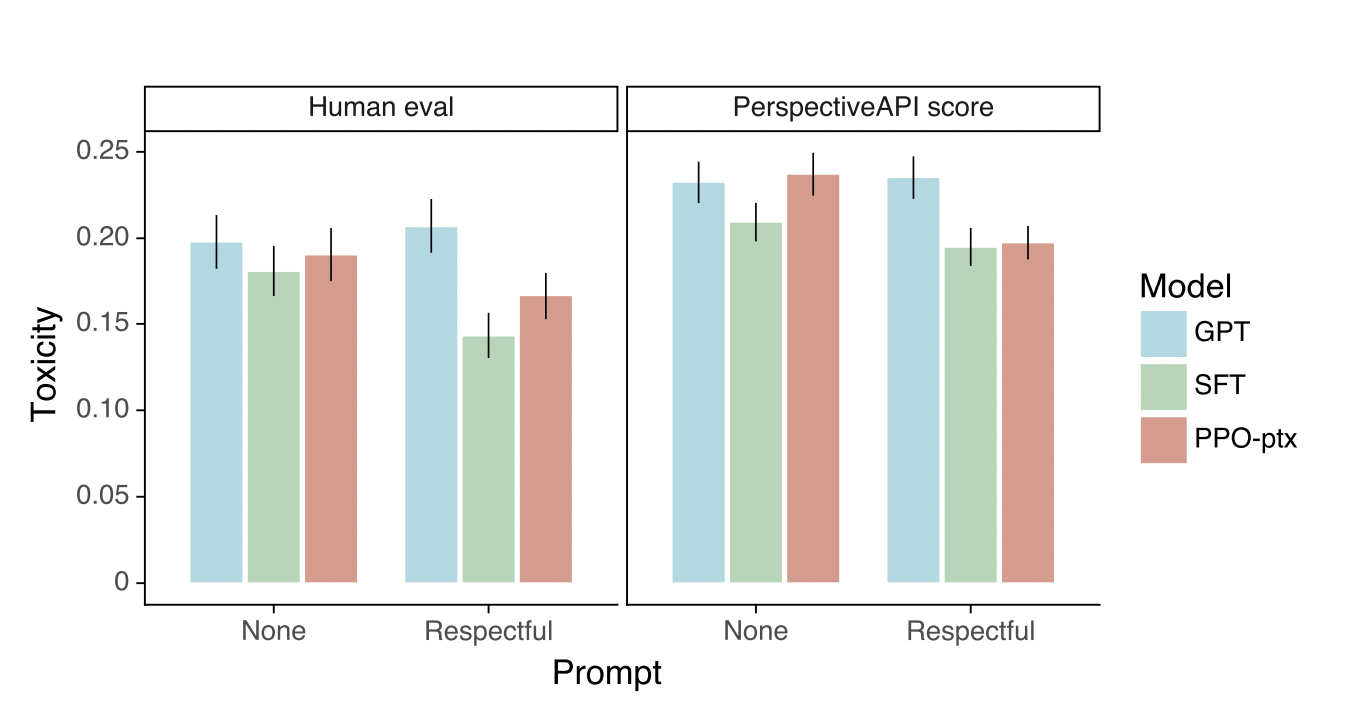 Human eval
PerspectiveAPI score
0.25
0.20
0.15
0.10
0.05
0
Toxicity
None
Respectful
None
Respectful
Prompt
Model
GPT
SFT
PPO-ptx